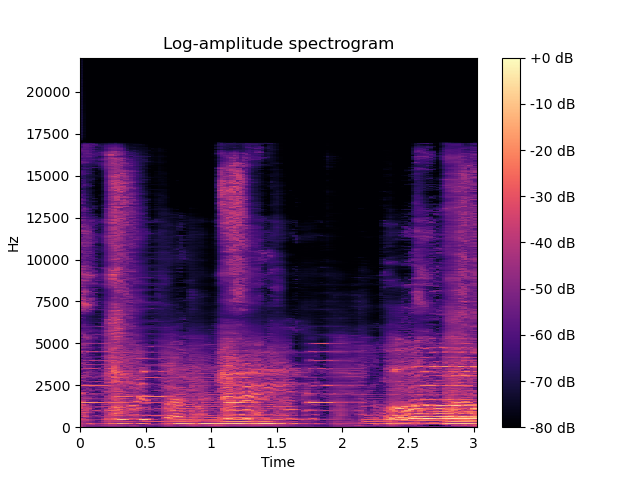 Log-amplitude spectrogram
Hz
20000
17500
15000
12500
10000
7500
5000
2500
0
0 0.5 1 1.5 2 2.5 3
Time
+0 dB
-10 dB
-20 dB
-30 dB
-40 dB
-50 dB
-60 dB
-70 dB
-80 dB